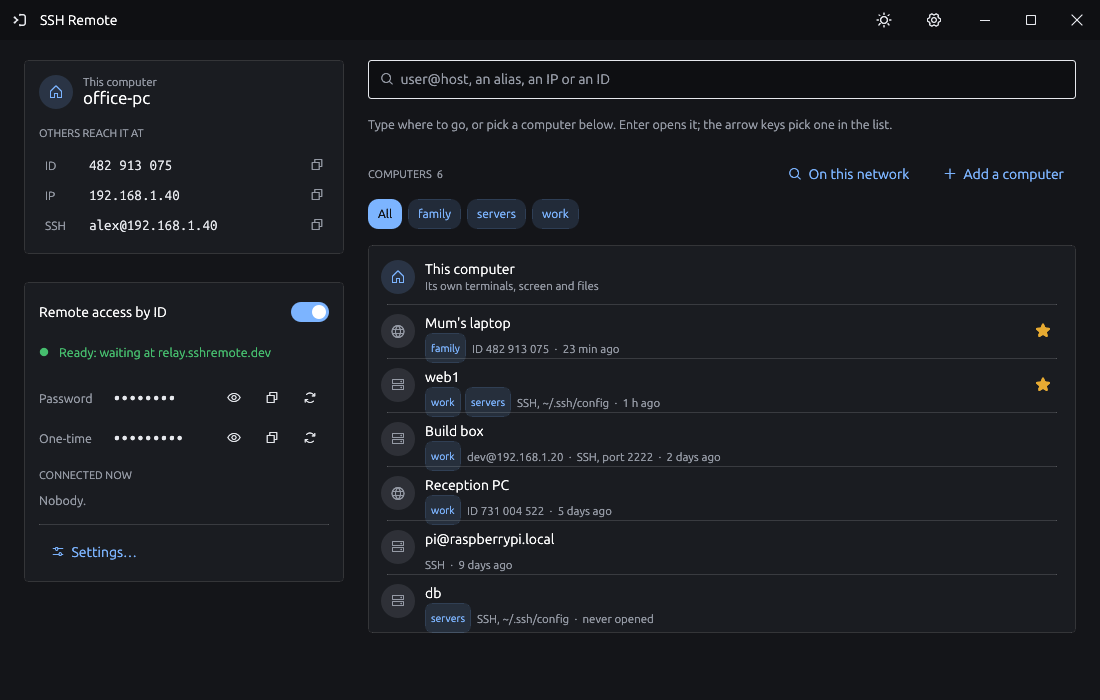 SSH Remote
This computer
office-pc
OTHERS REACH IT AT
ID 482 913 075
IP 192.168.1.40
SSH alex@192.168.1.40
Remote access by ID
Ready: waiting at relay.sshremote.dev
Password ••••••••
One-time •••••••••
CONNECTED NOW
Nobody.
Settings…
user@host, an alias, an IP or an ID
Type where to go, or pick a computer below. Enter opens it; the arrow keys pick one in the list.
COMPUTERS 6 On this network Add a computer
All family servers work
This computer
Its own terminals, screen and files
Mum's laptop
family ID 482 913 075 · 23 min ago
web1
work servers SSH, ~/.ssh/config · 1 h ago
Build box
work dev@192.168.1.20 · SSH, port 2222 · 2 days ago
Reception PC
work ID 731 004 522 · 5 days ago
pi@raspberrypi.local
SSH · 9 days ago
db
servers SSH, ~/.ssh/config · never opened